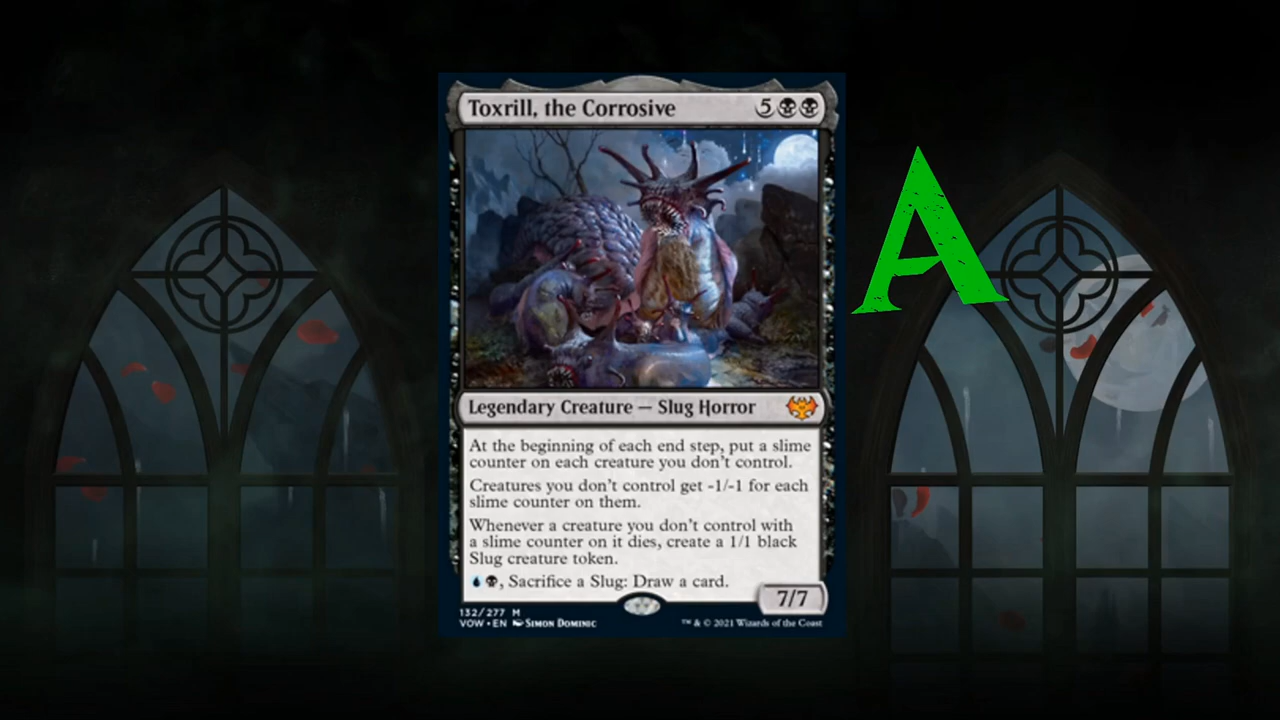 Toxrill, the Corrosive 5
A
Legendary Creature — Slug Horror
At the beginning of each end step, put a slime
counter on each creature you don't control.
Creatures you don't control get -1/-1 for each
slime counter on them.
Whenever a creature you don't control with
a slime counter on it dies, create a 1/1 black
Slug creature token.
, Sacrifice a Slug: Draw a card.
7/7
132/277 M
VOW • EN Simon Dominic
™ & © 2021 Wizards of the Coast